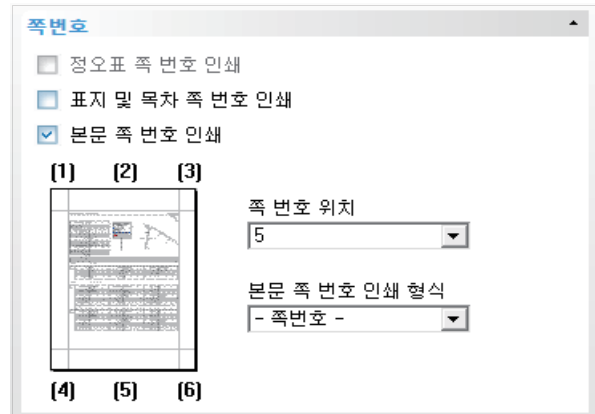 쪽번호
정오표 쪽 번호 인쇄
표지 및 목차 쪽 번호 인쇄
본문 쪽 번호 인쇄
(1) (2) (3)
쪽 번호 위치
5
본문 쪽 번호 인쇄 형식
- 쪽번호 -
(4) (5) (6)